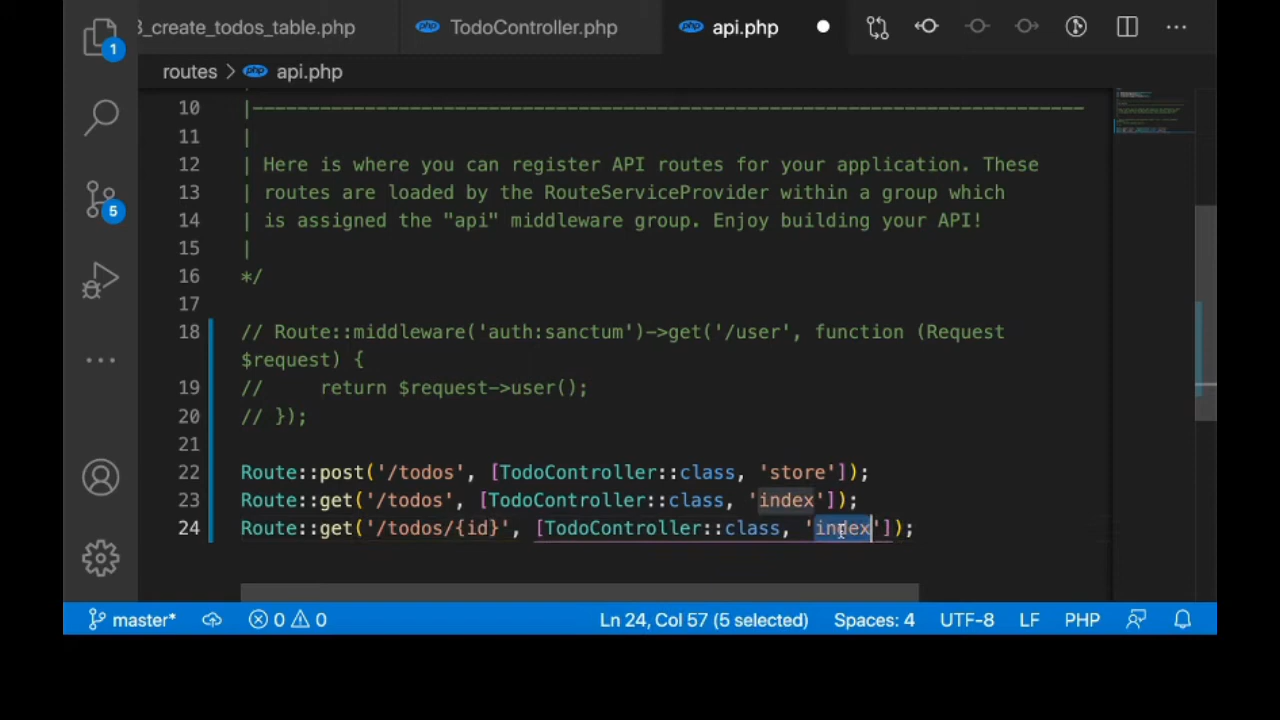 3_create_todos_table.php TodoController.php api.php
1
routes > api.php
10 |--------------------------------------------------------------------------
11 |
12 | Here is where you can register API routes for your application. These
13 | routes are loaded by the RouteServiceProvider within a group which
14 | is assigned the "api" middleware group. Enjoy building your API!
15 |
16 */
17
18 // Route::middleware('auth:sanctum')->get('/user', function (Request
$request) {
19 //     return $request->user();
20 // });
21
22 Route::post('/todos', [TodoController::class, 'store']);
23 Route::get('/todos', [TodoController::class, 'index']);
24 Route::get('/todos/{id}', [TodoController::class, 'index']);
5
master* 0 0 Ln 24, Col 57 (5 selected) Spaces: 4 UTF-8 LF PHP